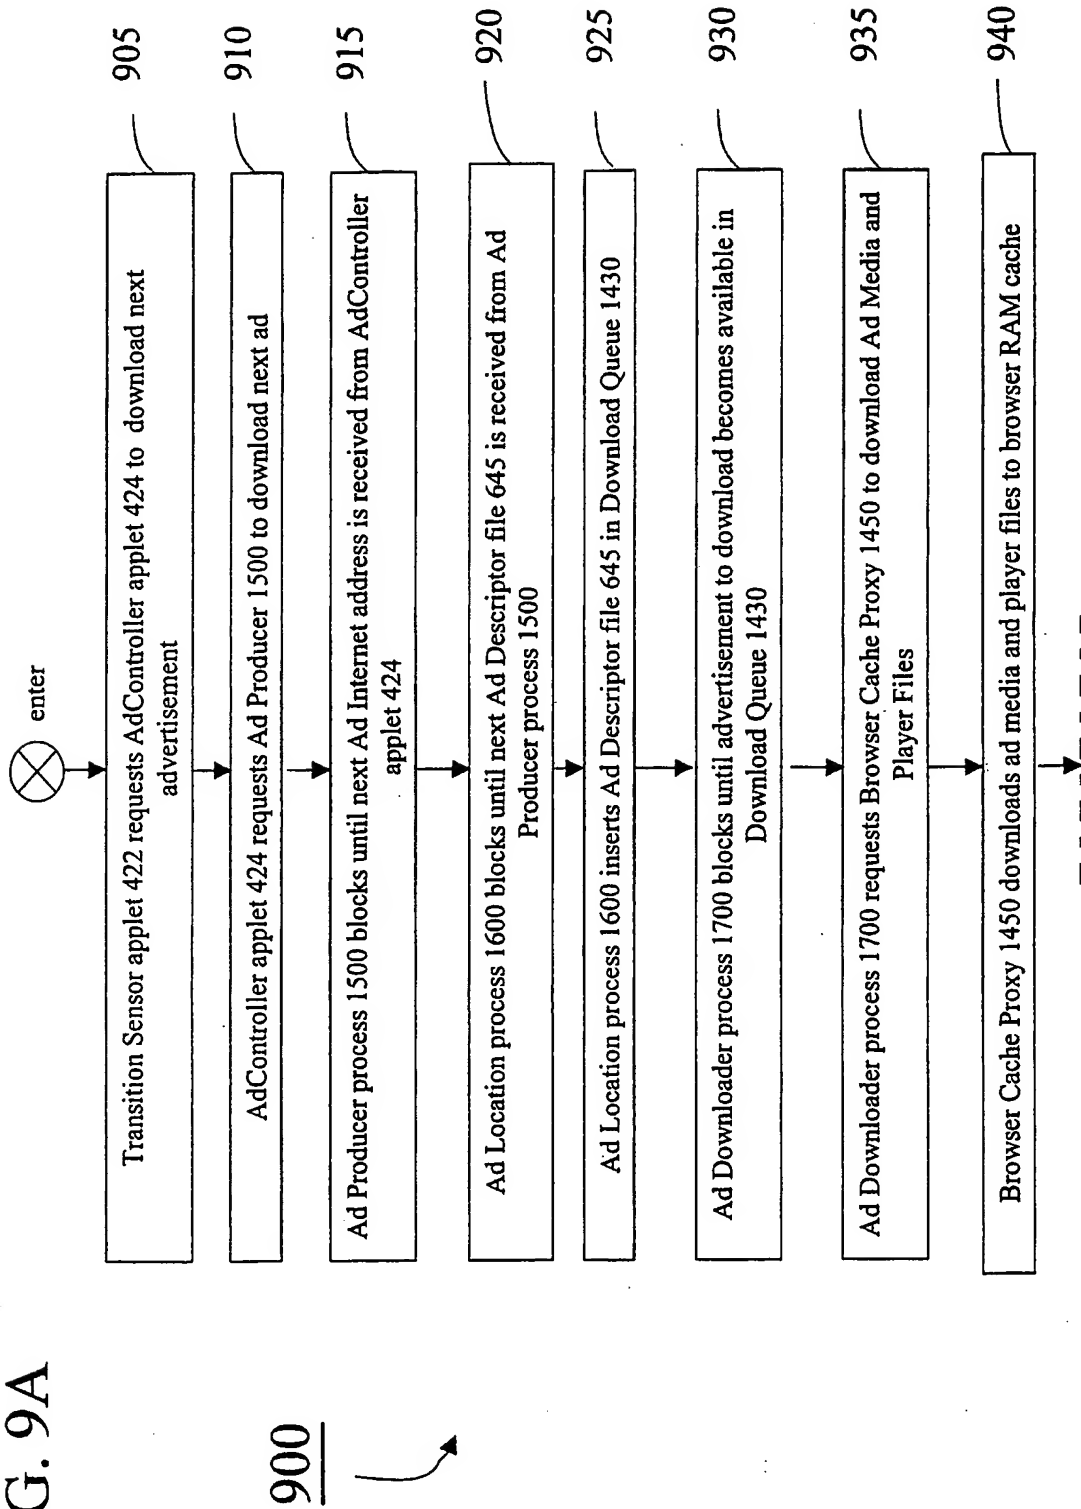 G. 9A
900
enter
Transition Sensor applet 422 requests AdController applet 424 to download next
advertisement
905
AdController applet 424 requests Ad Producer 1500 to download next ad
910
Ad Producer process 1500 blocks until next Ad Internet address is received from AdController
applet 424
915
Ad Location process 1600 blocks until next Ad Descriptor file 645 is received from Ad
Producer process 1500
920
Ad Location process 1600 inserts Ad Descriptor file 645 in Download Queue 1430
925
Ad Downloader process 1700 blocks until advertisement to download becomes available in
Download Queue 1430
930
Ad Downloader process 1700 requests Browser Cache Proxy 1450 to download Ad Media and
Player Files
935
Browser Cache Proxy 1450 downloads ad media and player files to browser RAM cache
940